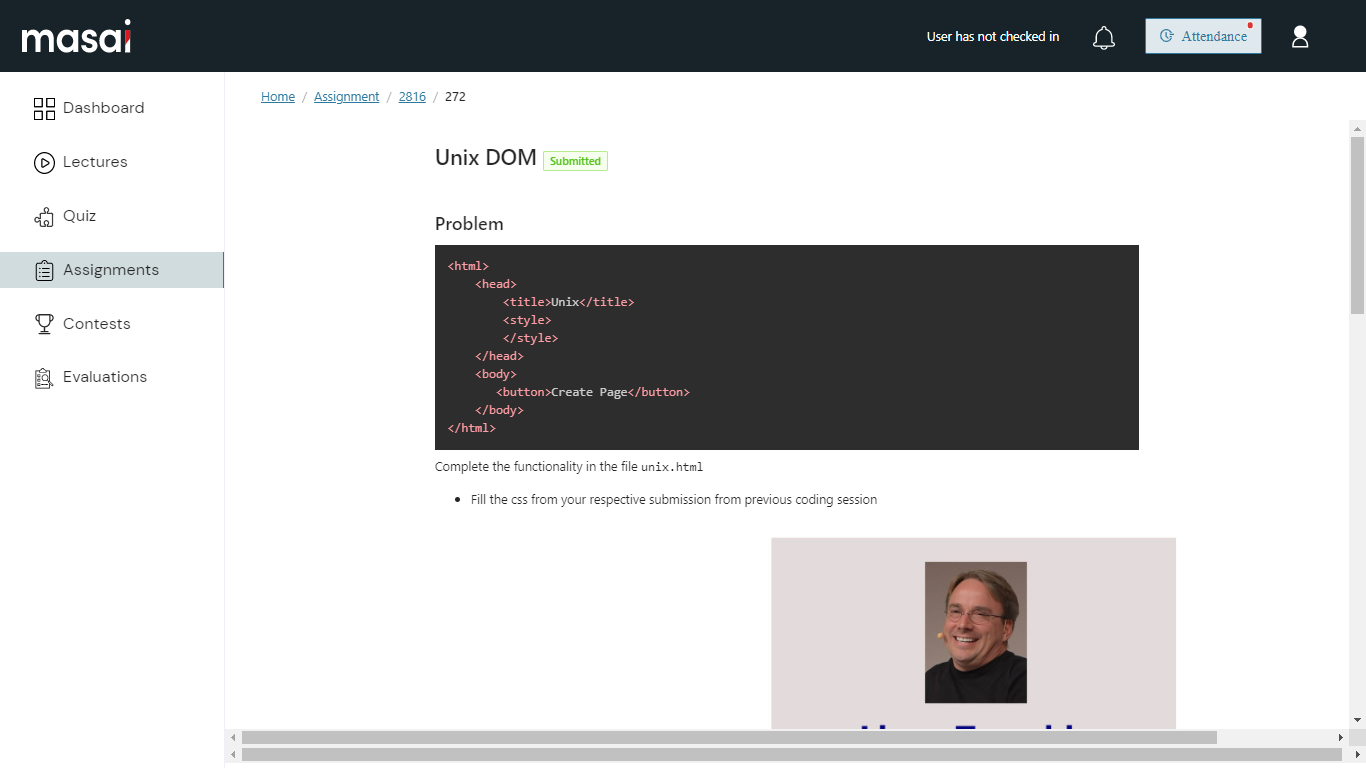 masai
User has not checked in
Attendance
Dashboard
Lectures
Quiz
Assignments
Contests
Evaluations
Home / Assignment / 2816 / 272
Unix DOM Submitted
Problem
<html>
<head>
<title>Unix</title>
<style>
</style>
</head>
<body>
<button>Create Page</button>
</body>
</html>
Complete the functionality in the file unix.html
• Fill the css from your respective submission from previous coding session